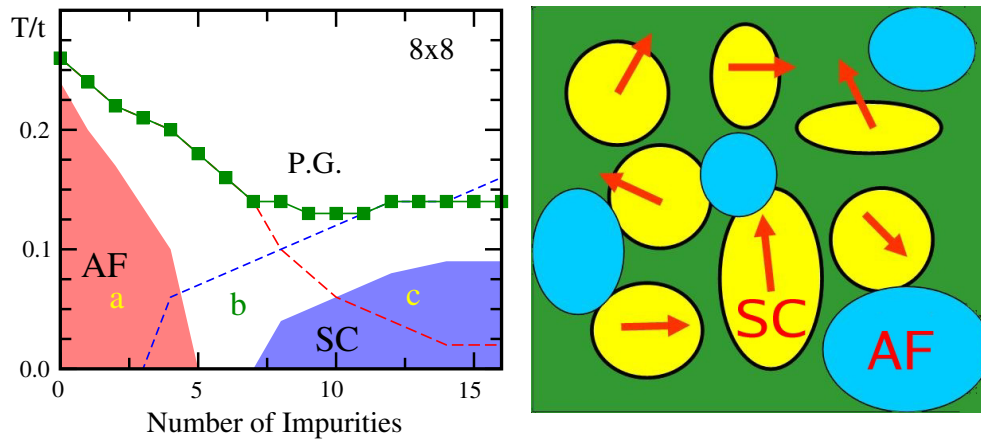 T/t
8x8
0.2
P.G.
0.1
AF
a
b
c
SC
0.0
0
5
10
15
Number of Impurities
SC
AF